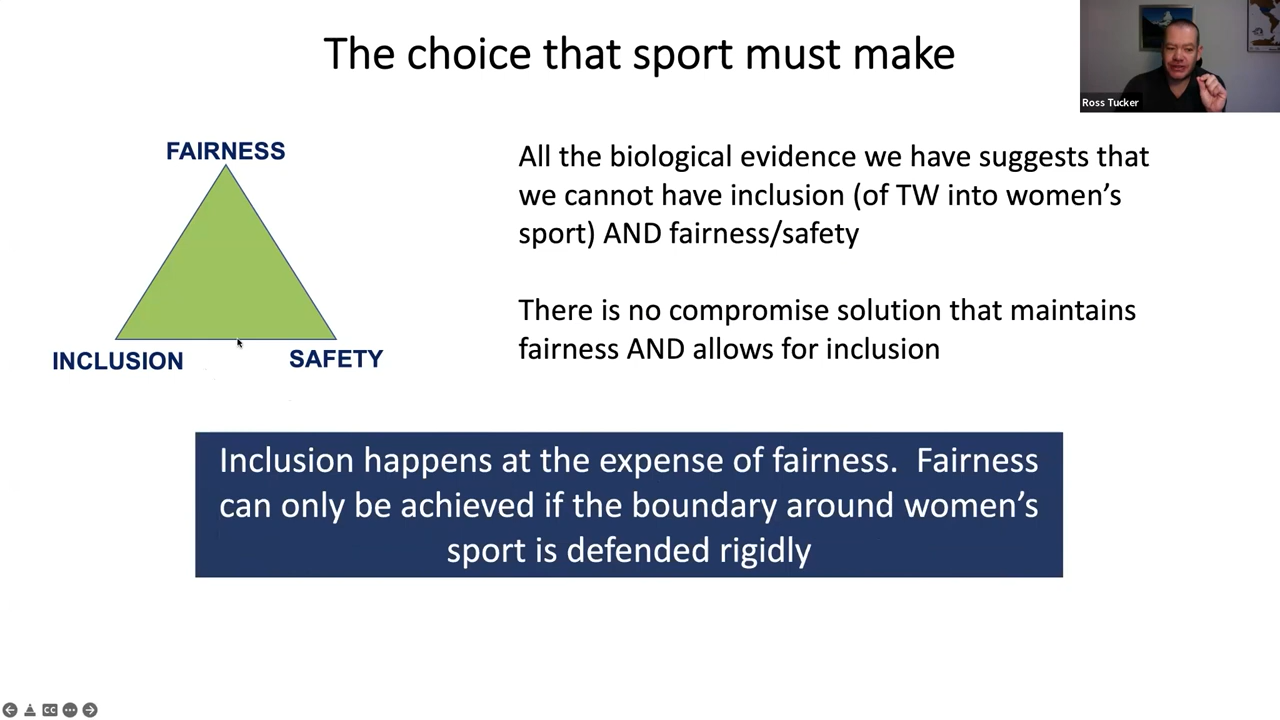 The choice that sport must make
Ross Tucker
FAIRNESS
INCLUSION
SAFETY
All the biological evidence we have suggests that
we cannot have inclusion (of TW into women's
sport) AND fairness/safety
There is no compromise solution that maintains
fairness AND allows for inclusion
Inclusion happens at the expense of fairness.  Fairness
can only be achieved if the boundary around women's
sport is defended rigidly
CC